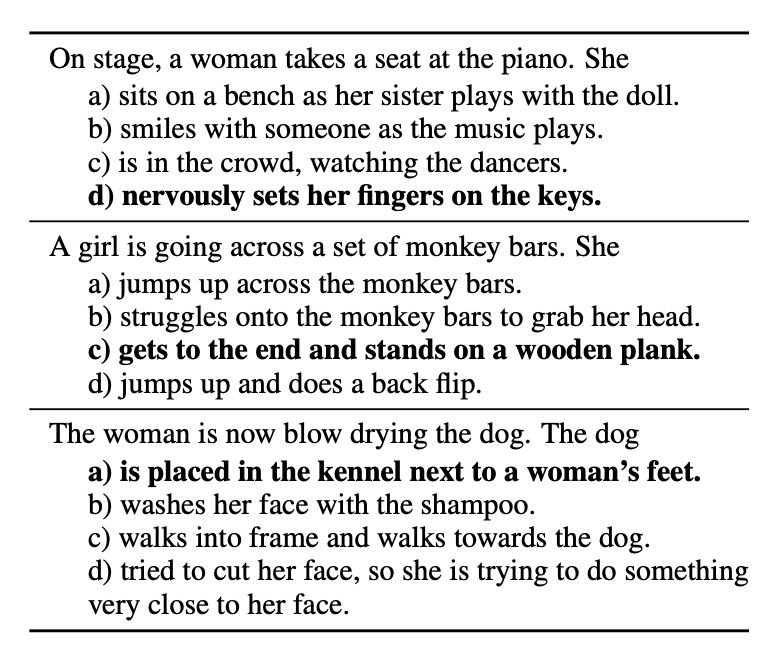 On stage, a woman takes a seat at the piano. She
a) sits on a bench as her sister plays with the doll.
b) smiles with someone as the music plays.
c) is in the crowd, watching the dancers.
d) nervously sets her fingers on the keys.
A girl is going across a set of monkey bars. She
a) jumps up across the monkey bars.
b) struggles onto the monkey bars to grab her head.
c) gets to the end and stands on a wooden plank.
d) jumps up and does a back flip.
The woman is now blow drying the dog. The dog
a) is placed in the kennel next to a woman’s feet.
b) washes her face with the shampoo.
c) walks into frame and walks towards the dog.
d) tried to cut her face, so she is trying to do something
very close to her face.